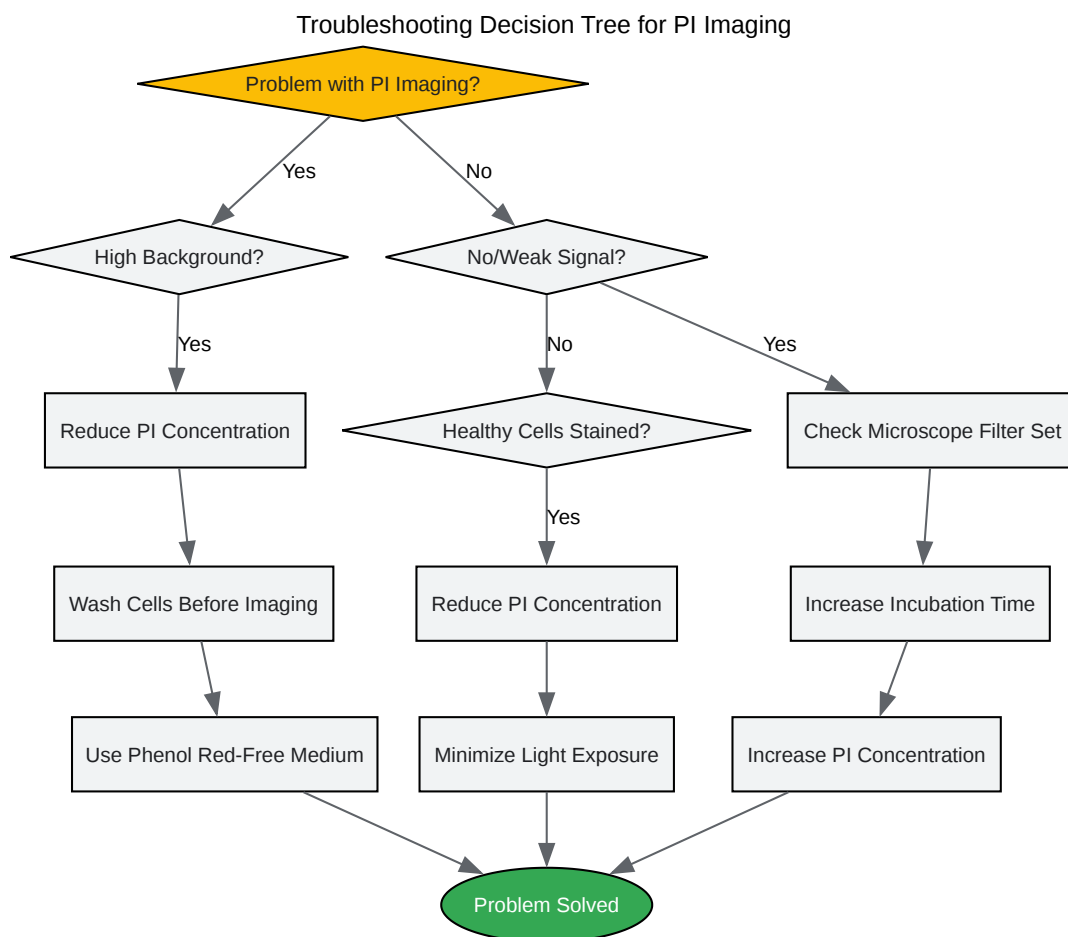 Troubleshooting Decision Tree for PI Imaging
Problem with PI Imaging?
Yes
No
High Background?
No/Weak Signal?
Yes
No
Yes
Reduce PI Concentration
Healthy Cells Stained?
Check Microscope Filter Set
Yes
Wash Cells Before Imaging
Reduce PI Concentration
Increase Incubation Time
Use Phenol Red-Free Medium
Minimize Light Exposure
Increase PI Concentration
Problem Solved